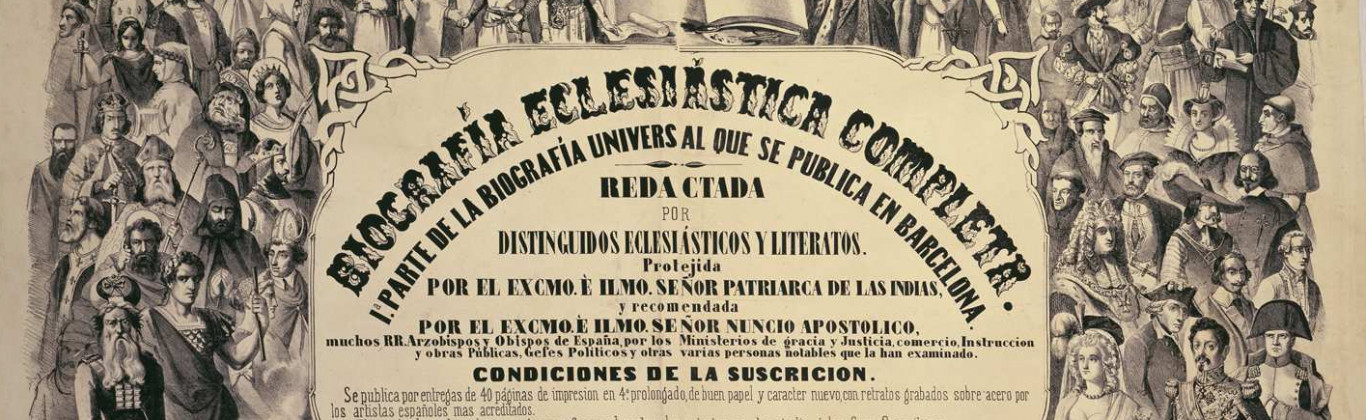 BIOGRAFÍA ECLESIÁSTICA COMPLETA.
1ª PARTE DE LA BIOGRAFÍA UNIVERSAL QUE SE PUBLICA EN BARCELONA.
REDACTADA
POR
DISTINGUIDOS ECLESIÁSTICOS Y LITERATOS.
Protejida
POR EL EXCMO. È ILMO. SEÑOR PATRIARCA DE LAS INDIAS,
y recomendada
POR EL EXCMO. È ILMO. SEÑOR NUNCIO APOSTOLICO,
muchos RR. Arzobispos y Obispos de España, por los Ministerios de gracia y Justicia, comercio, Instruccion
y obras Públicas, Gefes Políticos y otras varias personas notables que la han examinado.
CONDICIONES DE LA SUSCRICION.
Se publica por entregas de 40 páginas de impresion en 4º prolongado, de buen papel y caracter nuevo, con retratos grabados sobre acero por
los artistas españoles mas acreditados.